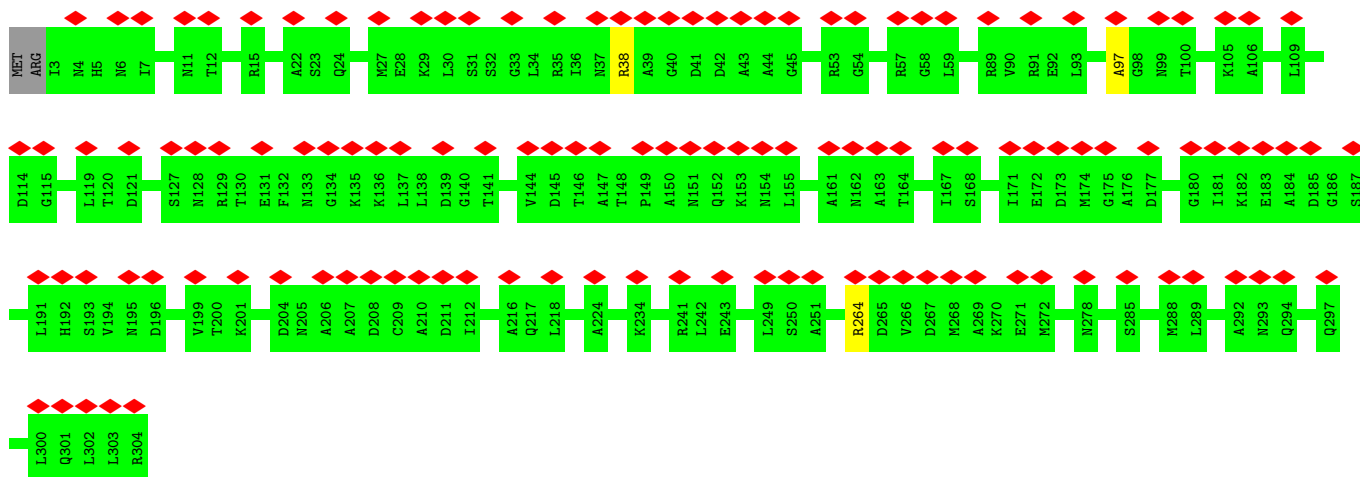 MET ARG I3 N4 H5 N6 I7 N11 T12 R15 A22 S23 Q24 M27 E28 K29 L30 S31 S32 G33 L34 R35 I36 N37 R38 A39 G40 D41 D42 A43 A44 G45 R53 G54 R57 G58 L59 R89 V90 R91 E92 L93 A97 G98 N99 T100 K105 A106 L109
D114 G115 L119 T120 D121 S127 N128 R129 T130 E131 F132 N133 G134 K135 K136 L137 L138 D139 G140 T141 V144 D145 T146 A147 T148 P149 A150 N151 Q152 K153 N154 L155 A161 N162 A163 T164 I167 S168 I171 E172 D173 M174 G175 A176 D177 G180 I181 K182 E183 A184 D185 G186 S187
L191 H192 S193 V194 N195 D196 V199 T200 K201 D204 N205 A206 A207 D208 C209 A210 D211 I212 A216 Q217 L218 A224 K234 R241 L242 E243 L249 S250 A251 R264 D265 V266 D267 M268 A269 K270 E271 M272 N278 S285 M288 L289 A292 N293 Q294 Q297
L300 Q301 L302 L303 R304